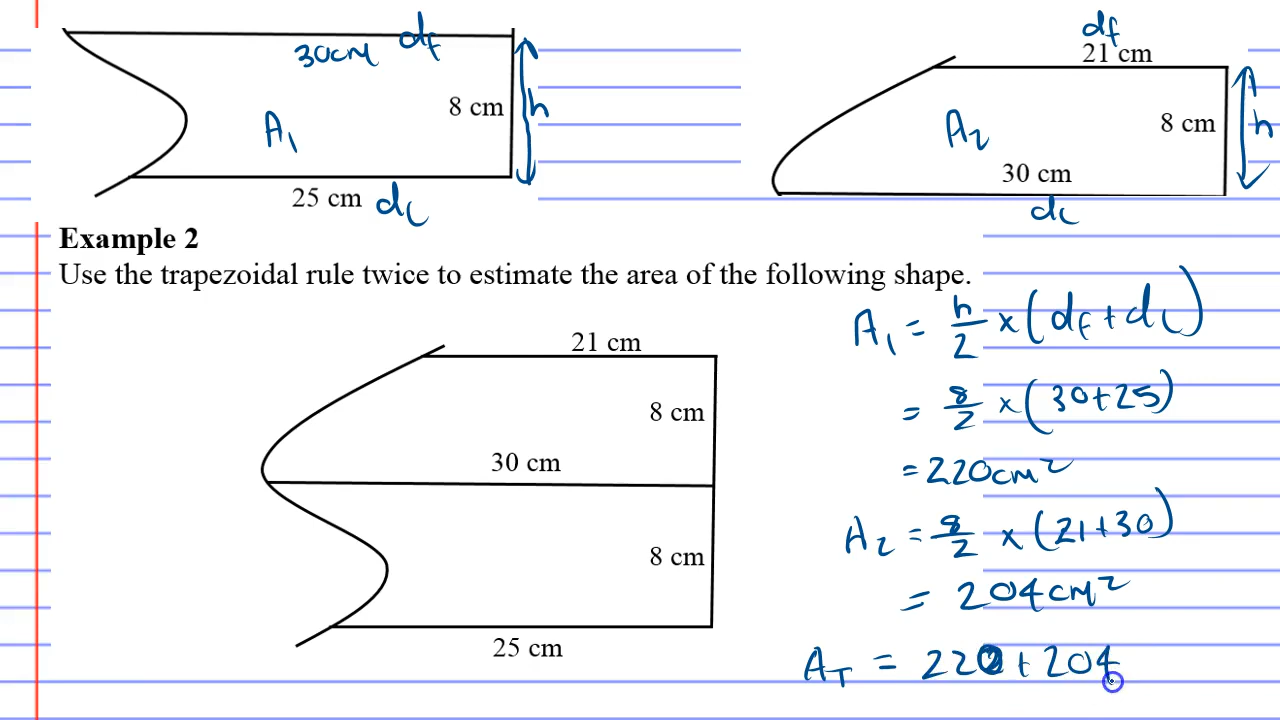 30cm df
A₁
8 cm
h
25 cm dL
df
21 cm
A₂
8 cm
h
30 cm
dL
Example 2
Use the trapezoidal rule twice to estimate the area of the following shape.
21 cm
8 cm
30 cm
8 cm
25 cm
A₁ = h/2 × (df + dL)
= 8/2 × (30+25)
= 220cm²
A₂ = 8/2 × (21+30)
= 204cm²
A_T = 220 + 204